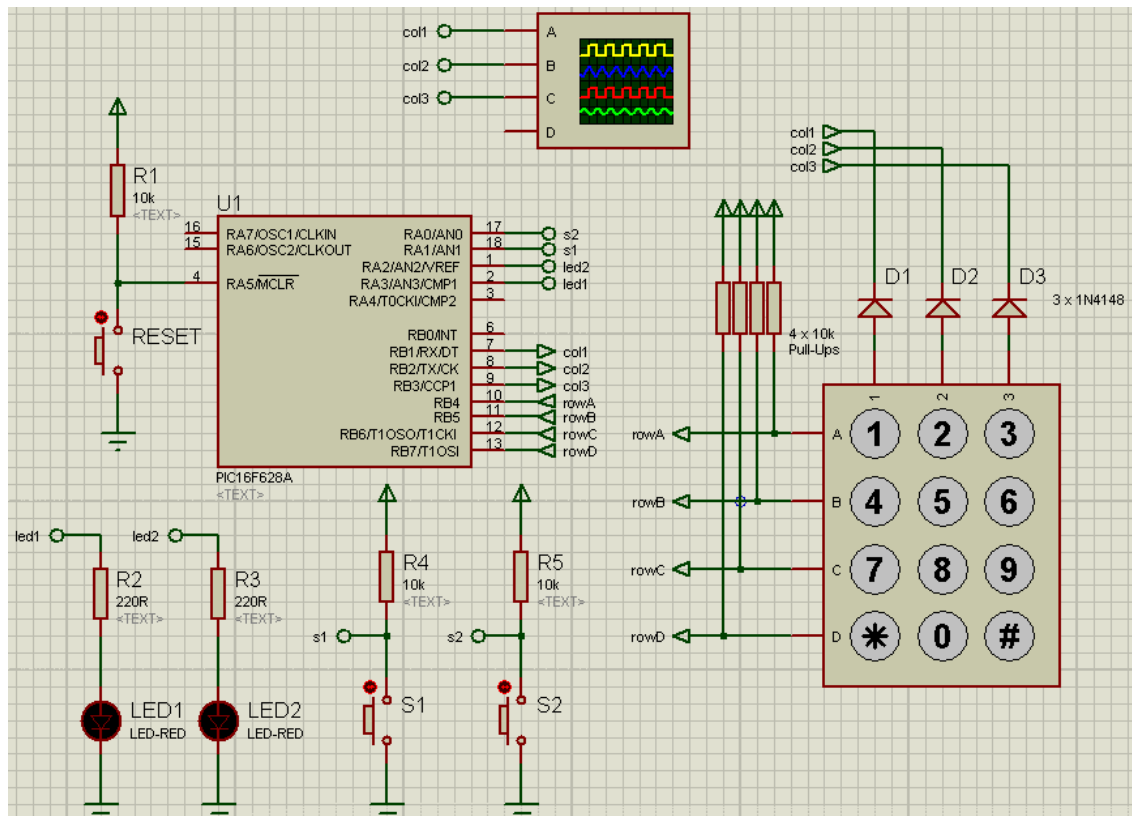 col1
col2
col3
A
B
C
D
R1
10k
<TEXT>
RESET
U1
16
15
4
RA7/OSC1/CLKIN
RA6/OSC2/CLKOUT
RA5/MCLR
RA0/AN0
RA1/AN1
RA2/AN2/VREF
RA3/AN3/CMP1
RA4/T0CKI/CMP2
RB0/INT
RB1/RX/DT
RB2/TX/CK
RB3/CCP1
RB4
RB5
RB6/T1OSO/T1CKI
RB7/T1OSI
17
18
1
2
3
6
7
8
9
10
11
12
13
s2
s1
led2
led1
col1
col2
col3
rowA
rowB
rowC
rowD
PIC16F628A
<TEXT>
col1
col2
col3
D1
D2
D3
3 x 1N4148
4 x 10k
Pull-Ups
1
2
3
rowA
A
1 2 3
rowB
B
4 5 6
rowC
C
7 8 9
rowD
D
* 0 #
led1
R2
220R
<TEXT>
LED1
LED-RED
led2
R3
220R
<TEXT>
LED2
LED-RED
R4
10k
<TEXT>
s1
S1
R5
10k
<TEXT>
s2
S2